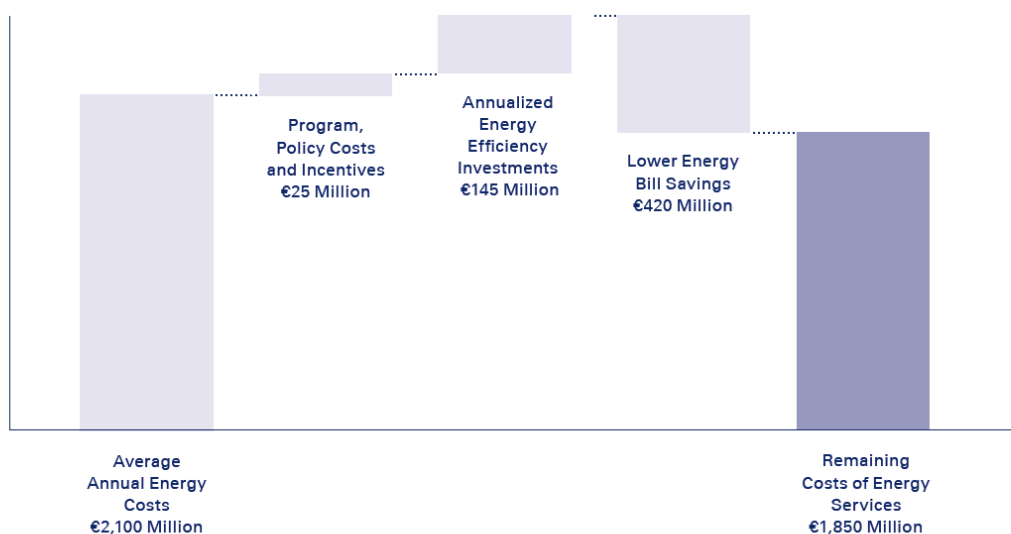 Program,
Policy Costs
and Incentives
€25 Million
Annualized
Energy
Efficiency
Investments
€145 Million
Lower Energy
Bill Savings
€420 Million
Average
Annual Energy
Costs
€2,100 Million
Remaining
Costs of Energy
Services
€1,850 Million